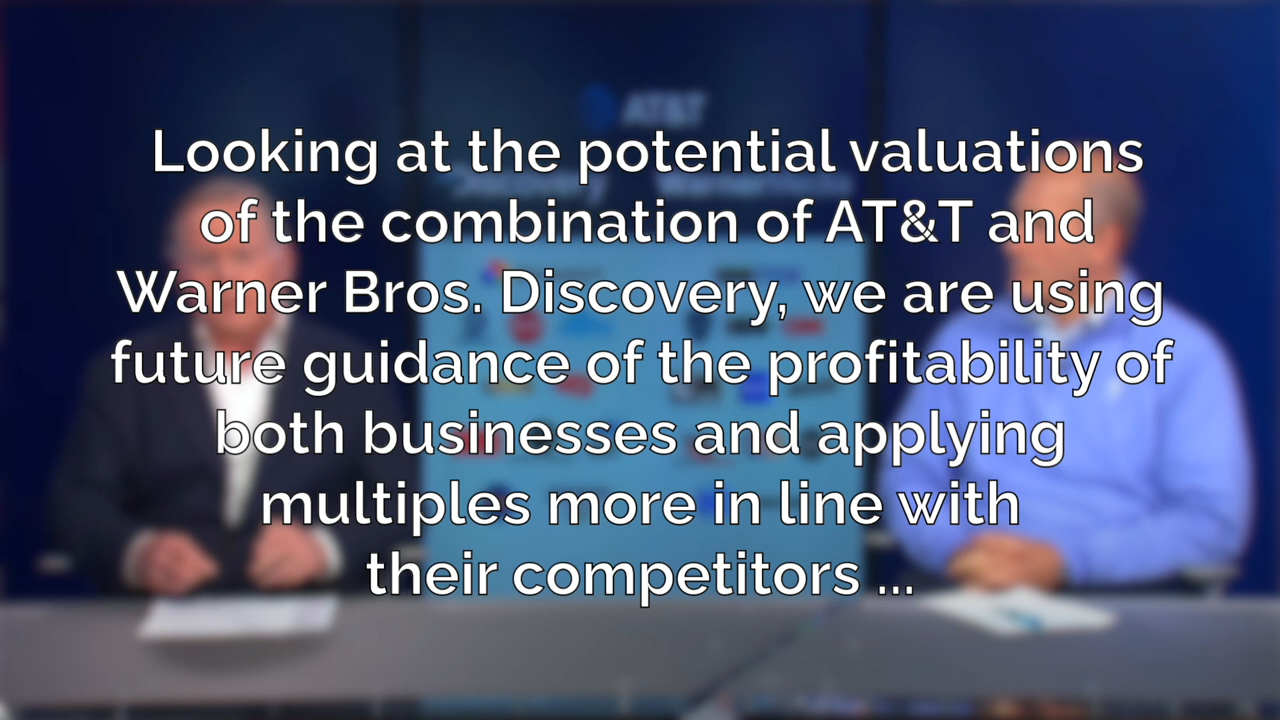 AT&T
Looking at the potential valuations
of the combination of AT&T and
Warner Bros. Discovery, we are using
future guidance of the profitability of
both businesses and applying
multiples more in line with
their competitors ...